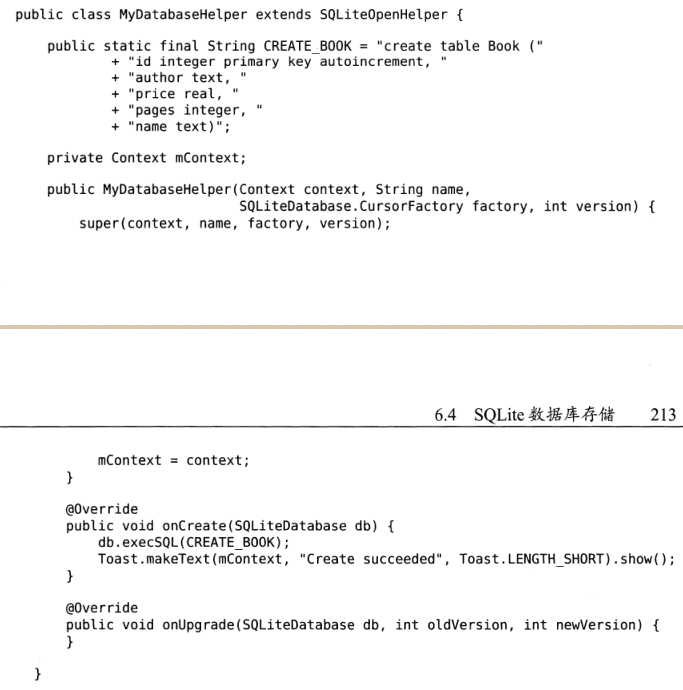 public class MyDatabaseHelper extends SQLiteOpenHelper {
public static final String CREATE_BOOK = "create table Book ("
+ "id integer primary key autoincrement, "
+ "author text, "
+ "price real, "
+ "pages integer, "
+ "name text)";
private Context mContext;
public MyDatabaseHelper(Context context, String name,
SQLiteDatabase.CursorFactory factory, int version) {
super(context, name, factory, version);
6.4 SQLite 数据库存储 213
mContext = context;
}
@Override
public void onCreate(SQLiteDatabase db) {
db.execSQL(CREATE_BOOK);
Toast.makeText(mContext, "Create succeeded", Toast.LENGTH_SHORT).show();
}
@Override
public void onUpgrade(SQLiteDatabase db, int oldVersion, int newVersion) {
}
}